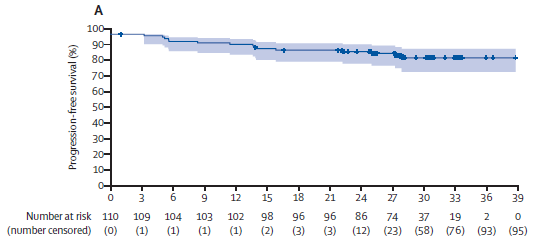 A
Progression-free survival (%)
100
90
80
70
60
50
40
30
20
10
0
0 3 6 9 12 15 18 21 24 27 30 33 36 39
Number at risk 110 109 104 103 102 98 96 96 86 74 37 19 2 0
(number censored) (0) (1) (1) (1) (1) (2) (3) (3) (12) (23) (58) (76) (93) (95)